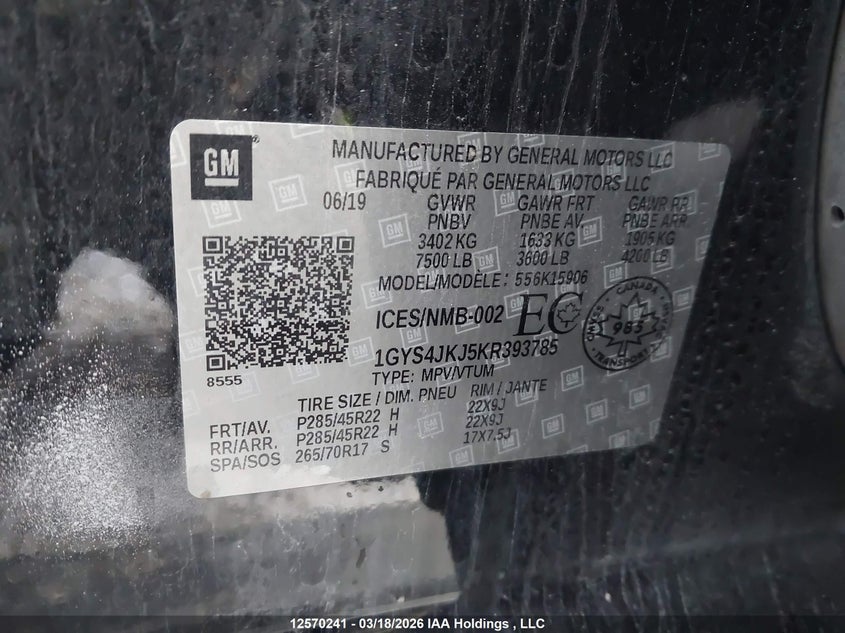 GM
MANUFACTURED BY GENERAL MOTORS LLC
FABRIQUÉ PAR GENERAL MOTORS LLC
06/19 GVWR GAWR FRT GAWR RR
PNBV PNBE AV PNBE ARR
3402 KG 1633 KG 1905 KG
7500 LB 3600 LB 4200 LB
MODEL/MODÈLE: 556K15906
ICES/NMB-002 EC
CANADA
983
TRANSPORT
8555
1GYS4JKJ5KR393785
TYPE: MPV/VTUM
TIRE SIZE / DIM. PNEU RIM / JANTE
FRT/AV. P285/45R22 H 22X9J
RR/ARR. P285/45R22 H 22X9J
SPA/SOS 265/70R17 S 17X7.5J
12570241 - 03/18/2026 IAA Holdings , LLC